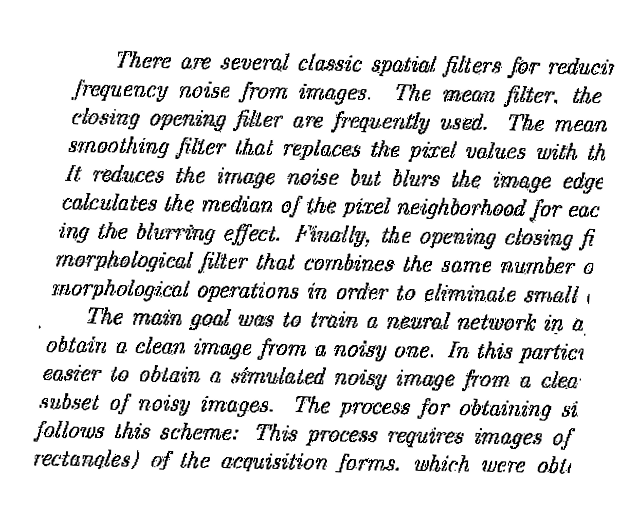 There are several classic spatial filters for reducin
frequency noise from images. The mean filter, the
closing opening filter are frequently used. The mean
smoothing filter that replaces the pixel values with th
It reduces the image noise but blurs the image edge
calculates the median of the pixel neighborhood for eac
ing the blurring effect. Finally, the opening closing fi
morphological filter that combines the same number o
morphological operations in order to eliminate small
The main goal was to train a neural network in a
obtain a clean image from a noisy one. In this partic
easier to obtain a simulated noisy image from a clea
subset of noisy images. The process for obtaining si
follows this scheme: This process requires images of
rectangles) of the acquisition forms. which were obt